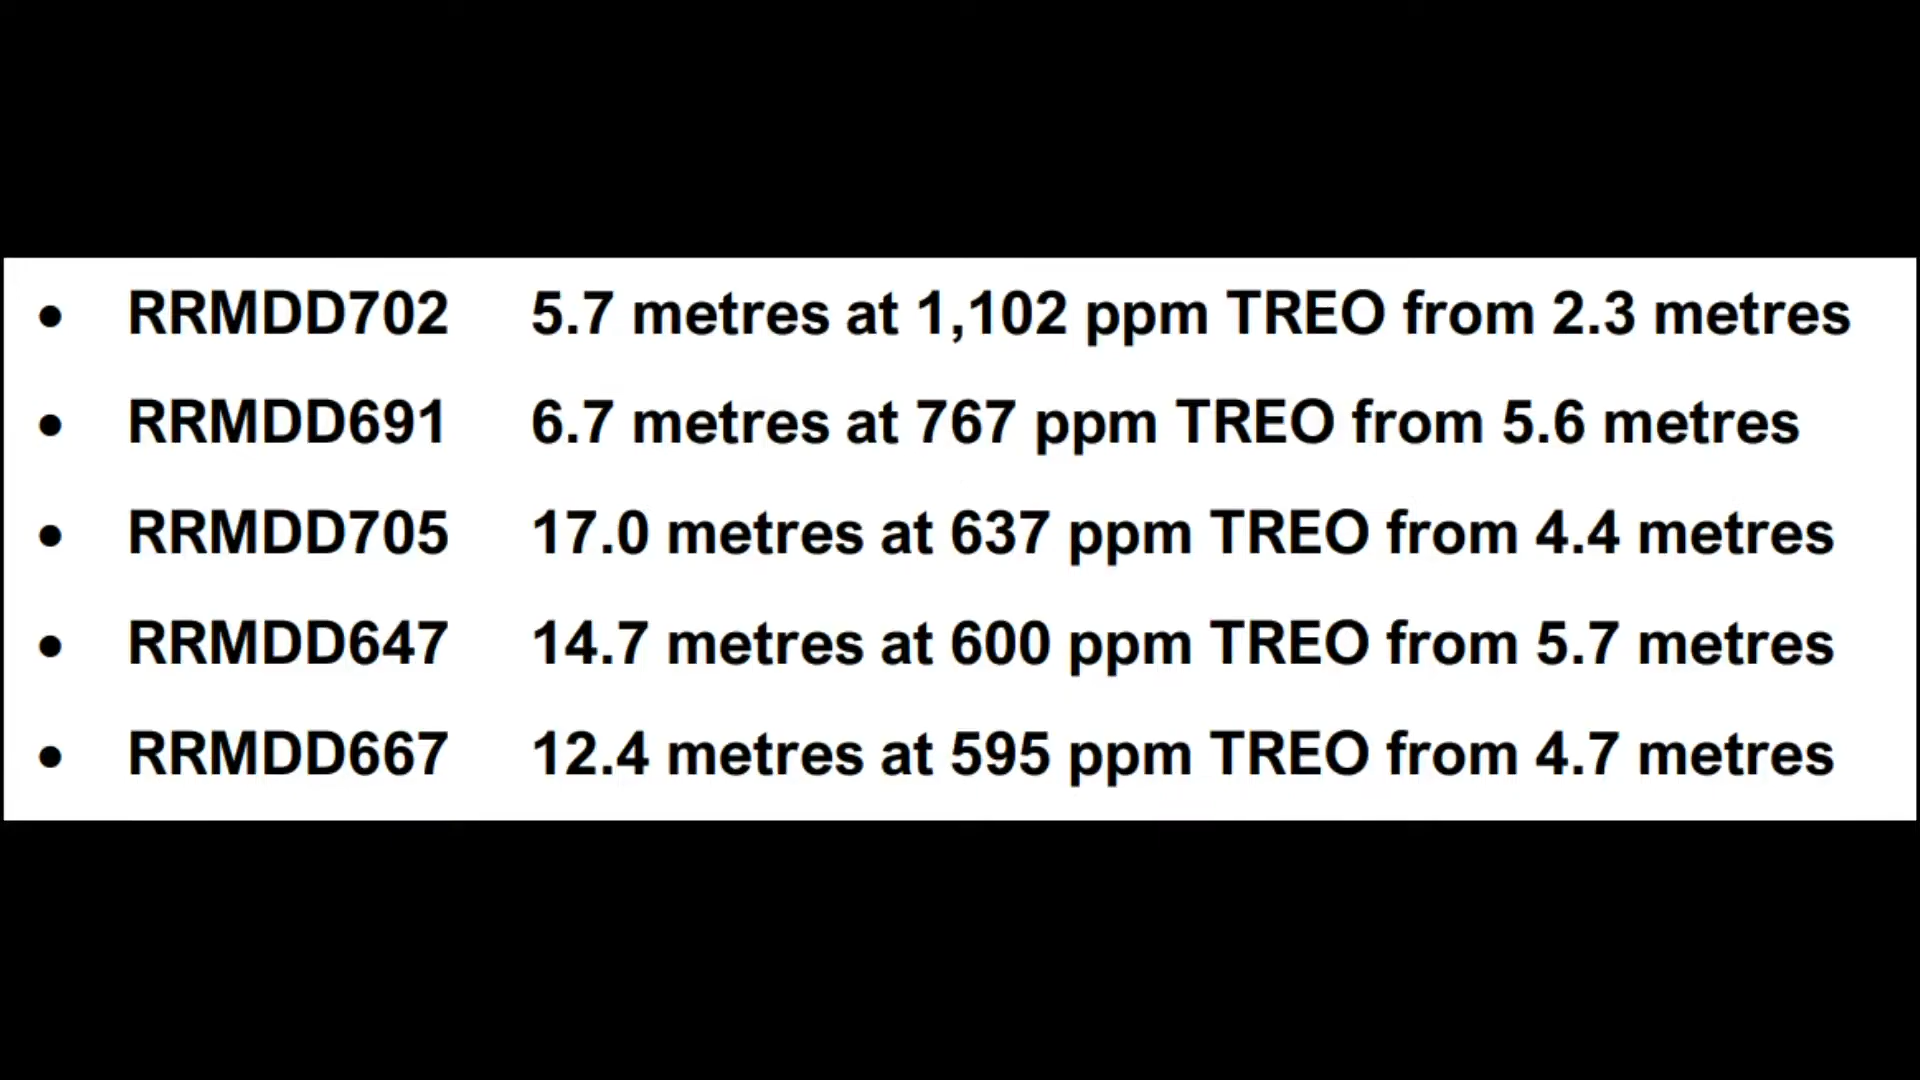 • RRMDD702 5.7 metres at 1,102 ppm TREO from 2.3 metres
• RRMDD691 6.7 metres at 767 ppm TREO from 5.6 metres
• RRMDD705 17.0 metres at 637 ppm TREO from 4.4 metres
• RRMDD647 14.7 metres at 600 ppm TREO from 5.7 metres
• RRMDD667 12.4 metres at 595 ppm TREO from 4.7 metres